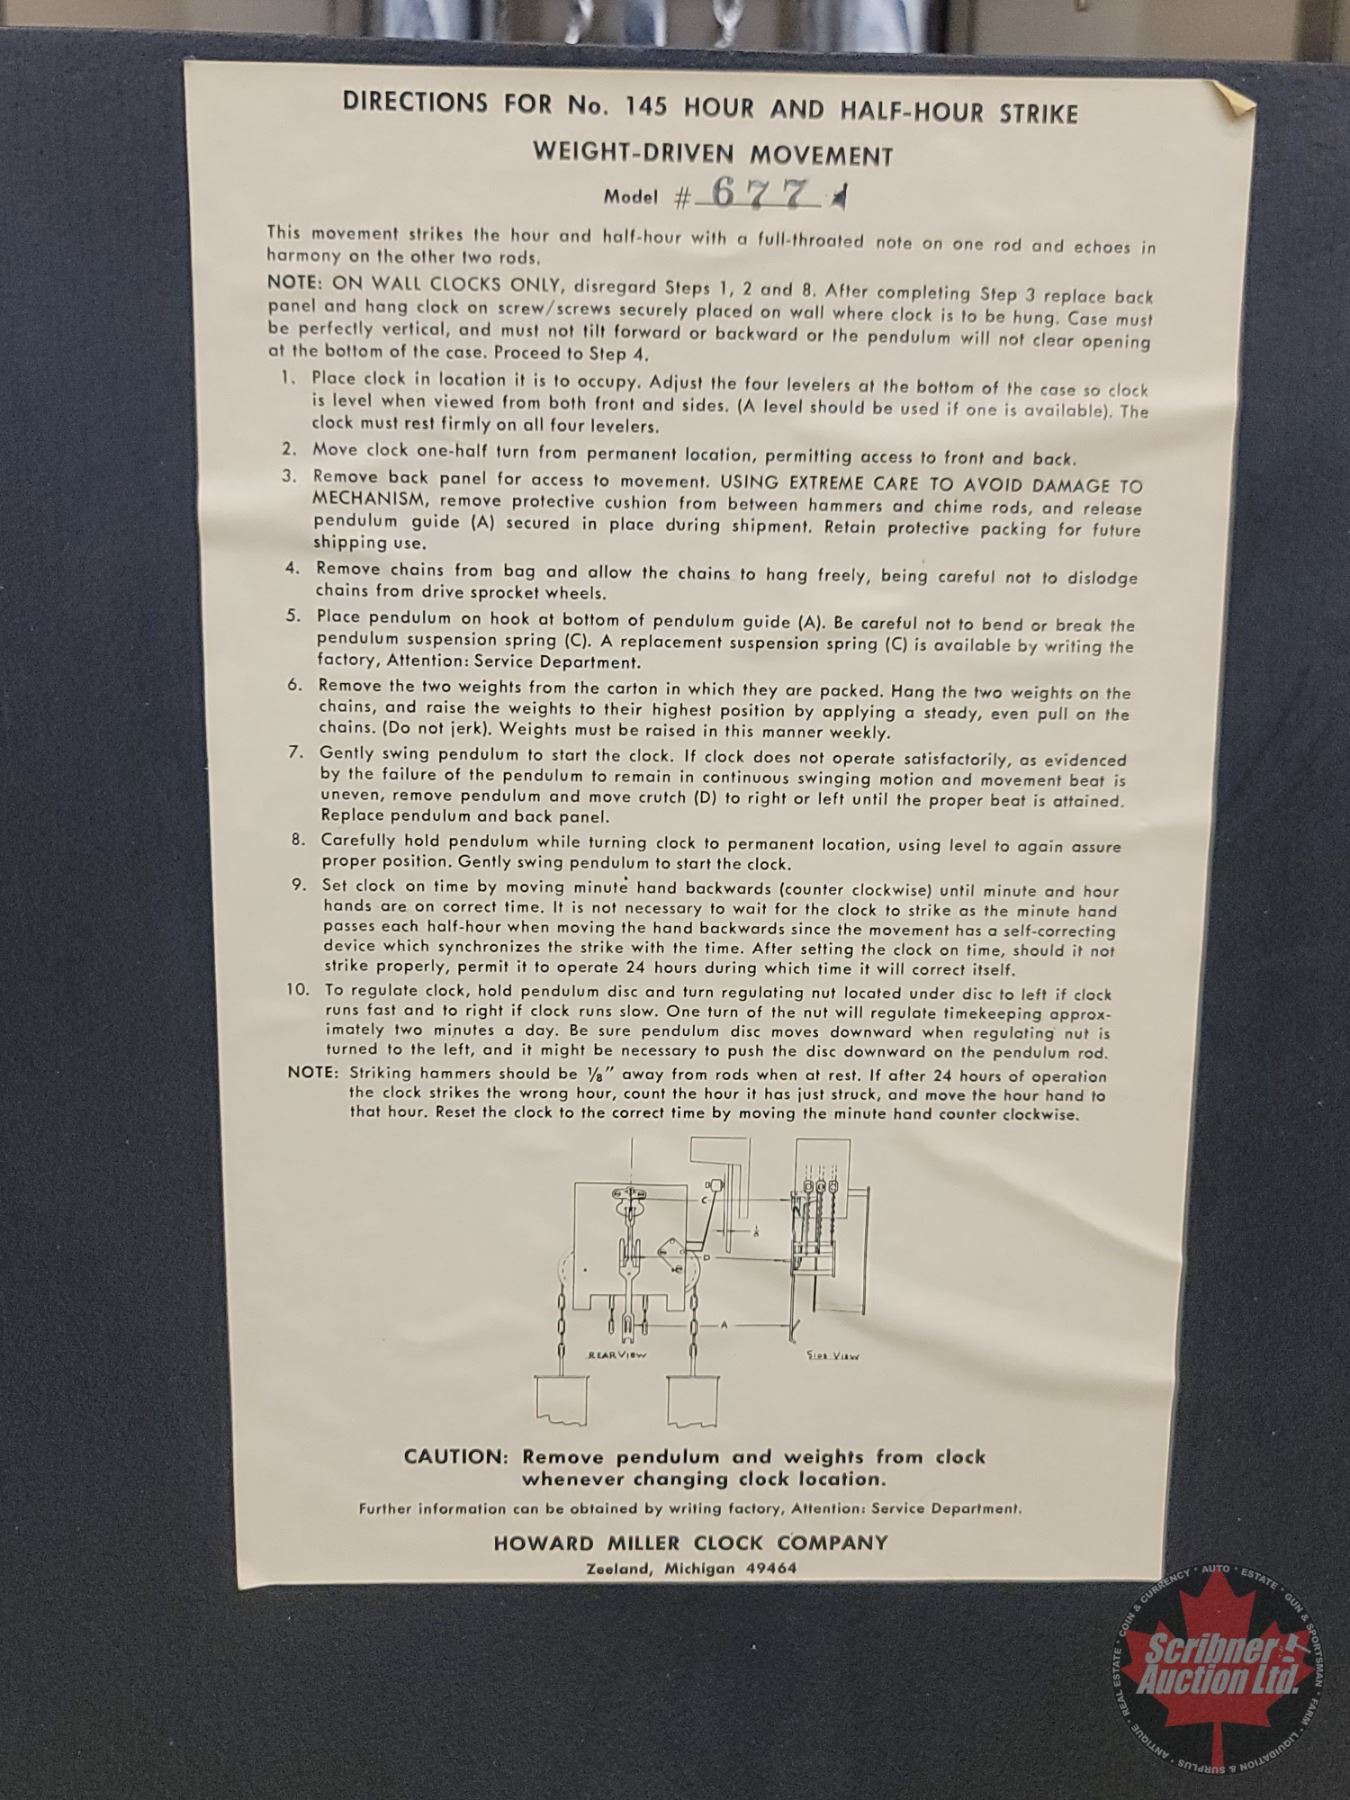 DIRECTIONS FOR No. 145 HOUR AND HALF-HOUR STRIKE
WEIGHT-DRIVEN MOVEMENT
Model # 677
This movement strikes the hour and half-hour with a full-throated note on one rod and echoes in
harmony on the other two rods.
NOTE: ON WALL CLOCKS ONLY, disregard Steps 1, 2 and 8. After completing Step 3 replace back
panel and hang clock on screw/screws securely placed on wall where clock is to be hung. Case must
be perfectly vertical, and must not tilt forward or backward or the pendulum will not clear opening
at the bottom of the case. Proceed to Step 4.
1. Place clock in location it is to occupy. Adjust the four levelers at the bottom of the case so clock
is level when viewed from both front and sides. (A level should be used if one is available). The
clock must rest firmly on all four levelers.
2. Move clock one-half turn from permanent location, permitting access to front and back.
3. Remove back panel for access to movement. USING EXTREME CARE TO AVOID DAMAGE TO
MECHANISM, remove protective cushion from between hammers and chime rods, and release
pendulum guide (A) secured in place during shipment. Retain protective packing for future
shipping use.
4. Remove chains from bag and allow the chains to hang freely, being careful not to dislodge
chains from drive sprocket wheels.
5. Place pendulum on hook at bottom of pendulum guide (A). Be careful not to bend or break the
pendulum suspension spring (C). A replacement suspension spring (C) is available by writing the
factory, Attention: Service Department.
6. Remove the two weights from the carton in which they are packed. Hang the two weights on the
chains, and raise the weights to their highest position by applying a steady, even pull on the
chains. (Do not jerk). Weights must be raised in this manner weekly.
7. Gently swing pendulum to start the clock. If clock does not operate satisfactorily, as evidenced
by the failure of the pendulum to remain in continuous swinging motion and movement beat is
uneven, remove pendulum and move crutch (D) to right or left until the proper beat is attained.
Replace pendulum and back panel.
8. Carefully hold pendulum while turning clock to permanent location, using level to again assure
proper position. Gently swing pendulum to start the clock.
9. Set clock on time by moving minute hand backwards (counter clockwise) until minute and hour
hands are on correct time. It is not necessary to wait for the clock to strike as the minute hand
passes each half-hour when moving the hand backwards since the movement has a self-correcting
device which synchronizes the strike with the time. After setting the clock on time, should it not
strike properly, permit it to operate 24 hours during which time it will correct itself.
10. To regulate clock, hold pendulum disc and turn regulating nut located under disc to left if clock
runs fast and to right if clock runs slow. One turn of the nut will regulate timekeeping approx-
imately two minutes a day. Be sure pendulum disc moves downward when regulating nut is
turned to the left, and it might be necessary to push the disc downward on the pendulum rod.
NOTE: Striking hammers should be ⅛" away from rods when at rest. If after 24 hours of operation
the clock strikes the wrong hour, count the hour it has just struck, and move the hour hand to
that hour. Reset the clock to the correct time by moving the minute hand counter clockwise.
C
D
A
REAR VIEW
SIDE VIEW
CAUTION: Remove pendulum and weights from clock
whenever changing clock location.
Further information can be obtained by writing factory, Attention: Service Department.
HOWARD MILLER CLOCK COMPANY
Zeeland, Michigan 49464
Scribner
Auction Ltd.
ANTIQUE · REAL ESTATE · COIN & CURRENCY · AUTO · ESTATE · GUN & SPORTSMAN · FARM · LIQUIDATION & SURPLUS